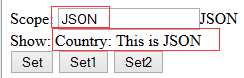 Scope: JSON JSON
Show: Country: This is JSON
Set Set1 Set2